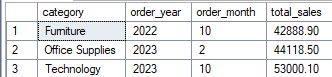 category order_year order_month total_sales
1 Furniture 2022 10 42888.90
2 Office Supplies 2023 2 44118.50
3 Technology 2023 10 53000.10